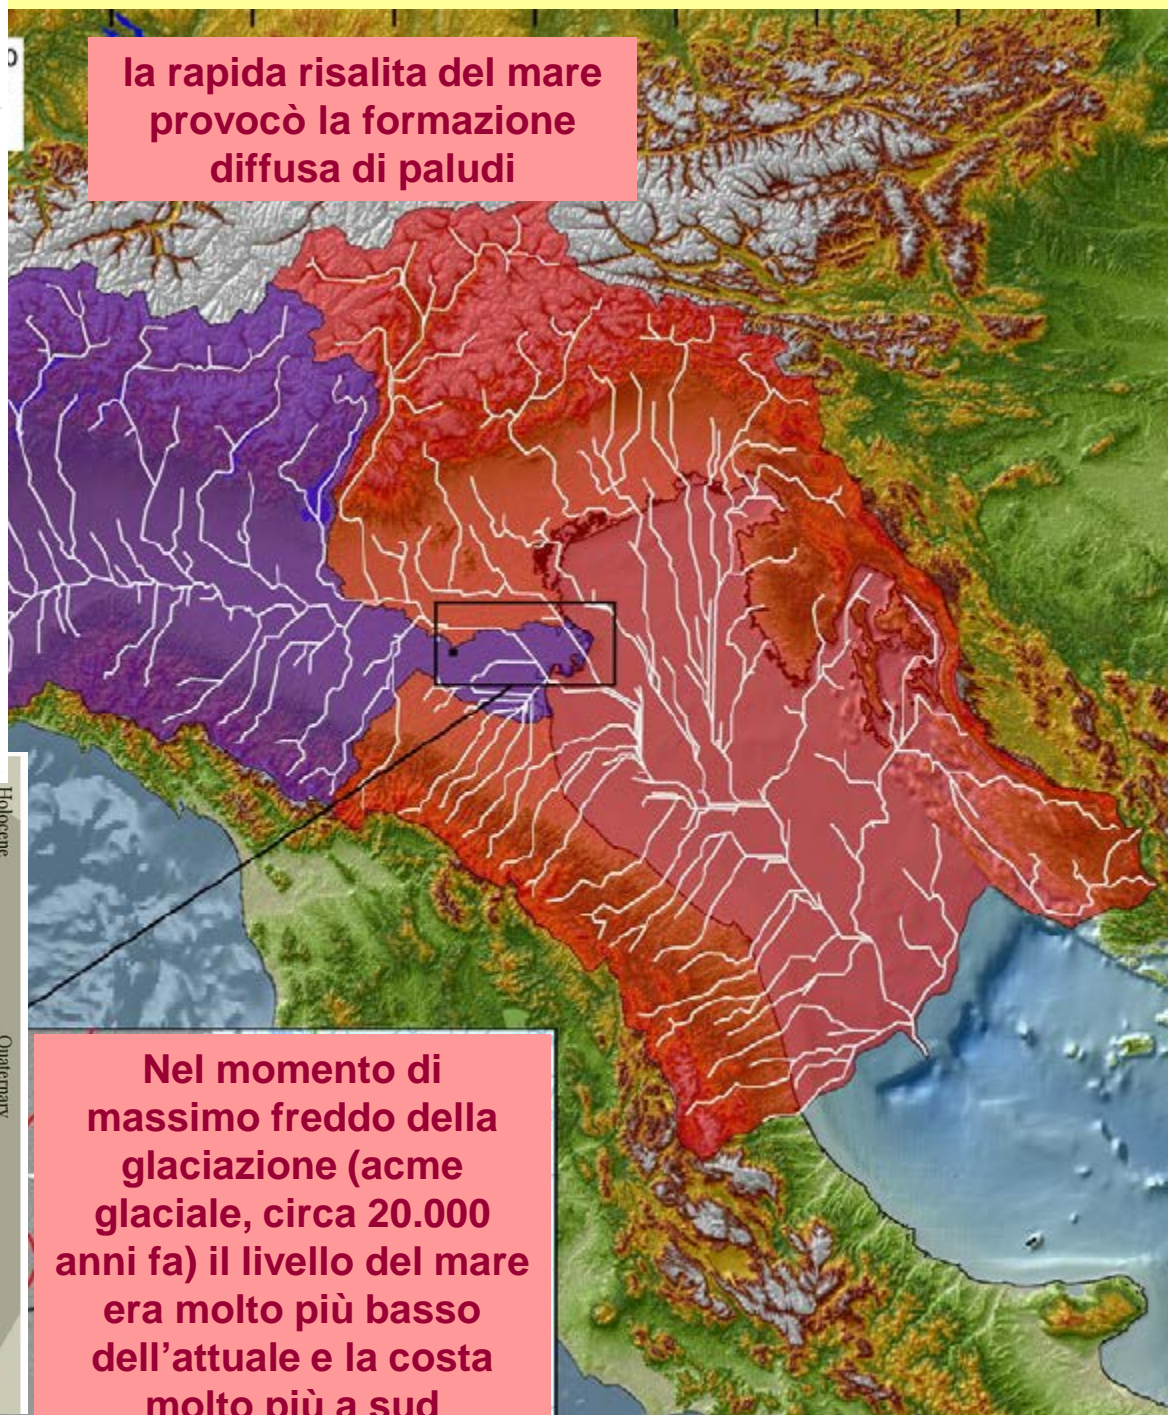 la rapida risalita del mare
provocò la formazione
diffusa di paludi
Holocene
Quaternary
Nel momento di
massimo freddo della
glaciazione (acme
glaciale, circa 20.000
anni fa) il livello del mare
era molto più basso
dell'attuale e la costa
molto più a sud